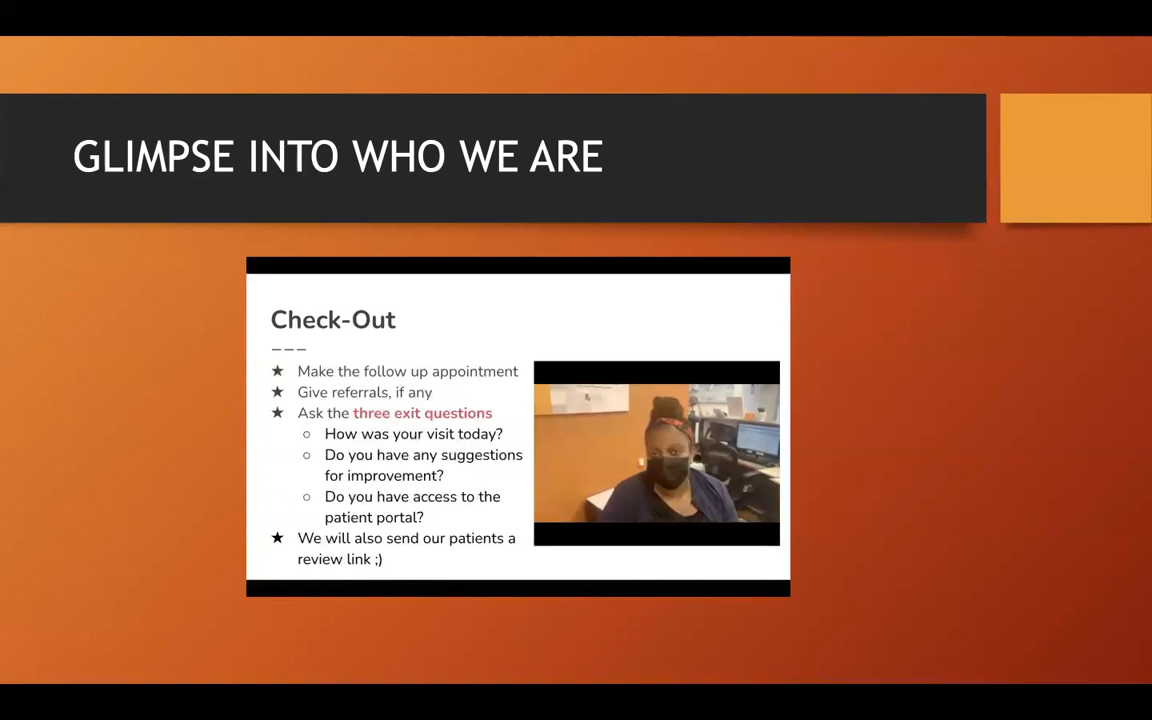 GLIMPSE INTO WHO WE ARE
Check-Out
___
★ Make the follow up appointment
★ Give referrals, if any
★ Ask the three exit questions
○ How was your visit today?
○ Do you have any suggestions
for improvement?
○ Do you have access to the
patient portal?
★ We will also send our patients a
review link ;)